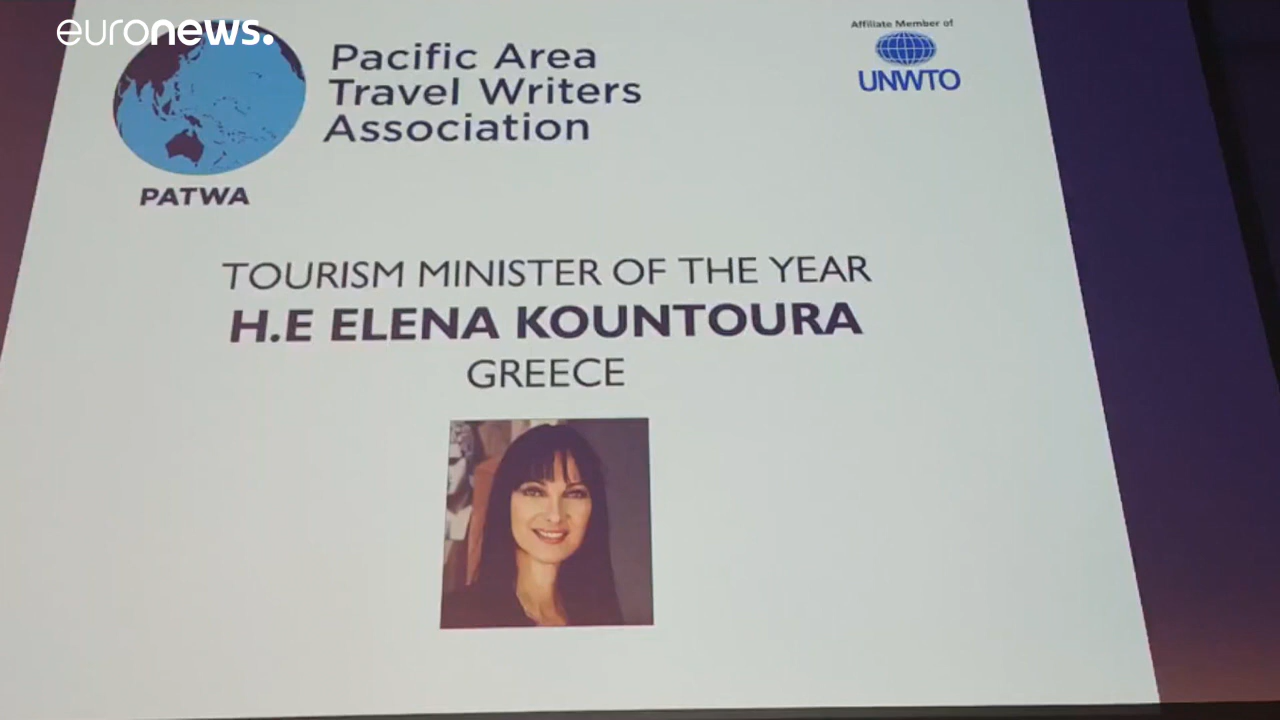 euronews.
Pacific Area
Travel Writers
Association
PATWA
Affiliate Member of
UNWTO
TOURISM MINISTER OF THE YEAR
H.E ELENA KOUNTOURA
GREECE